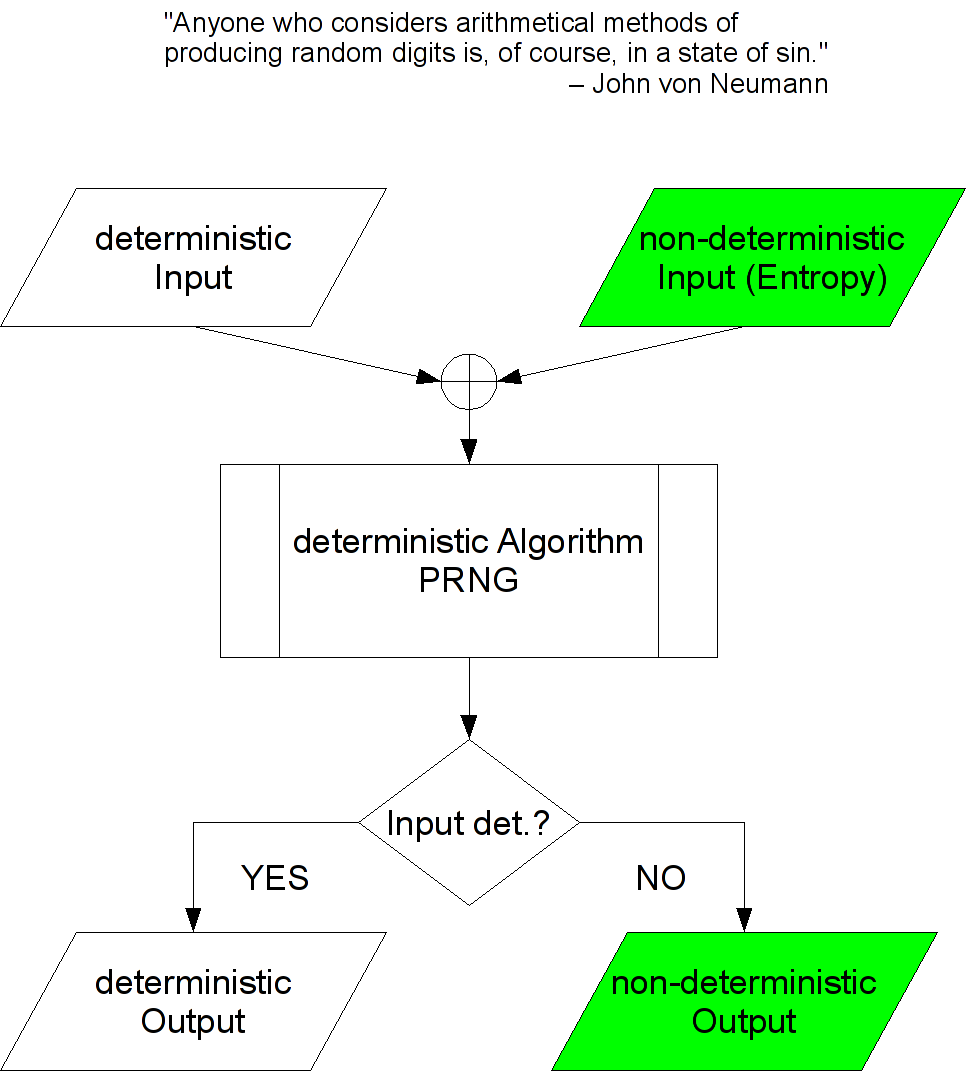 "Anyone who considers arithmetical methods of
producing random digits is, of course, in a state of sin."
– John von Neumann
deterministic
Input
non-deterministic
Input (Entropy)
deterministic Algorithm
PRNG
Input det.?
YES
NO
deterministic
Output
non-deterministic
Output